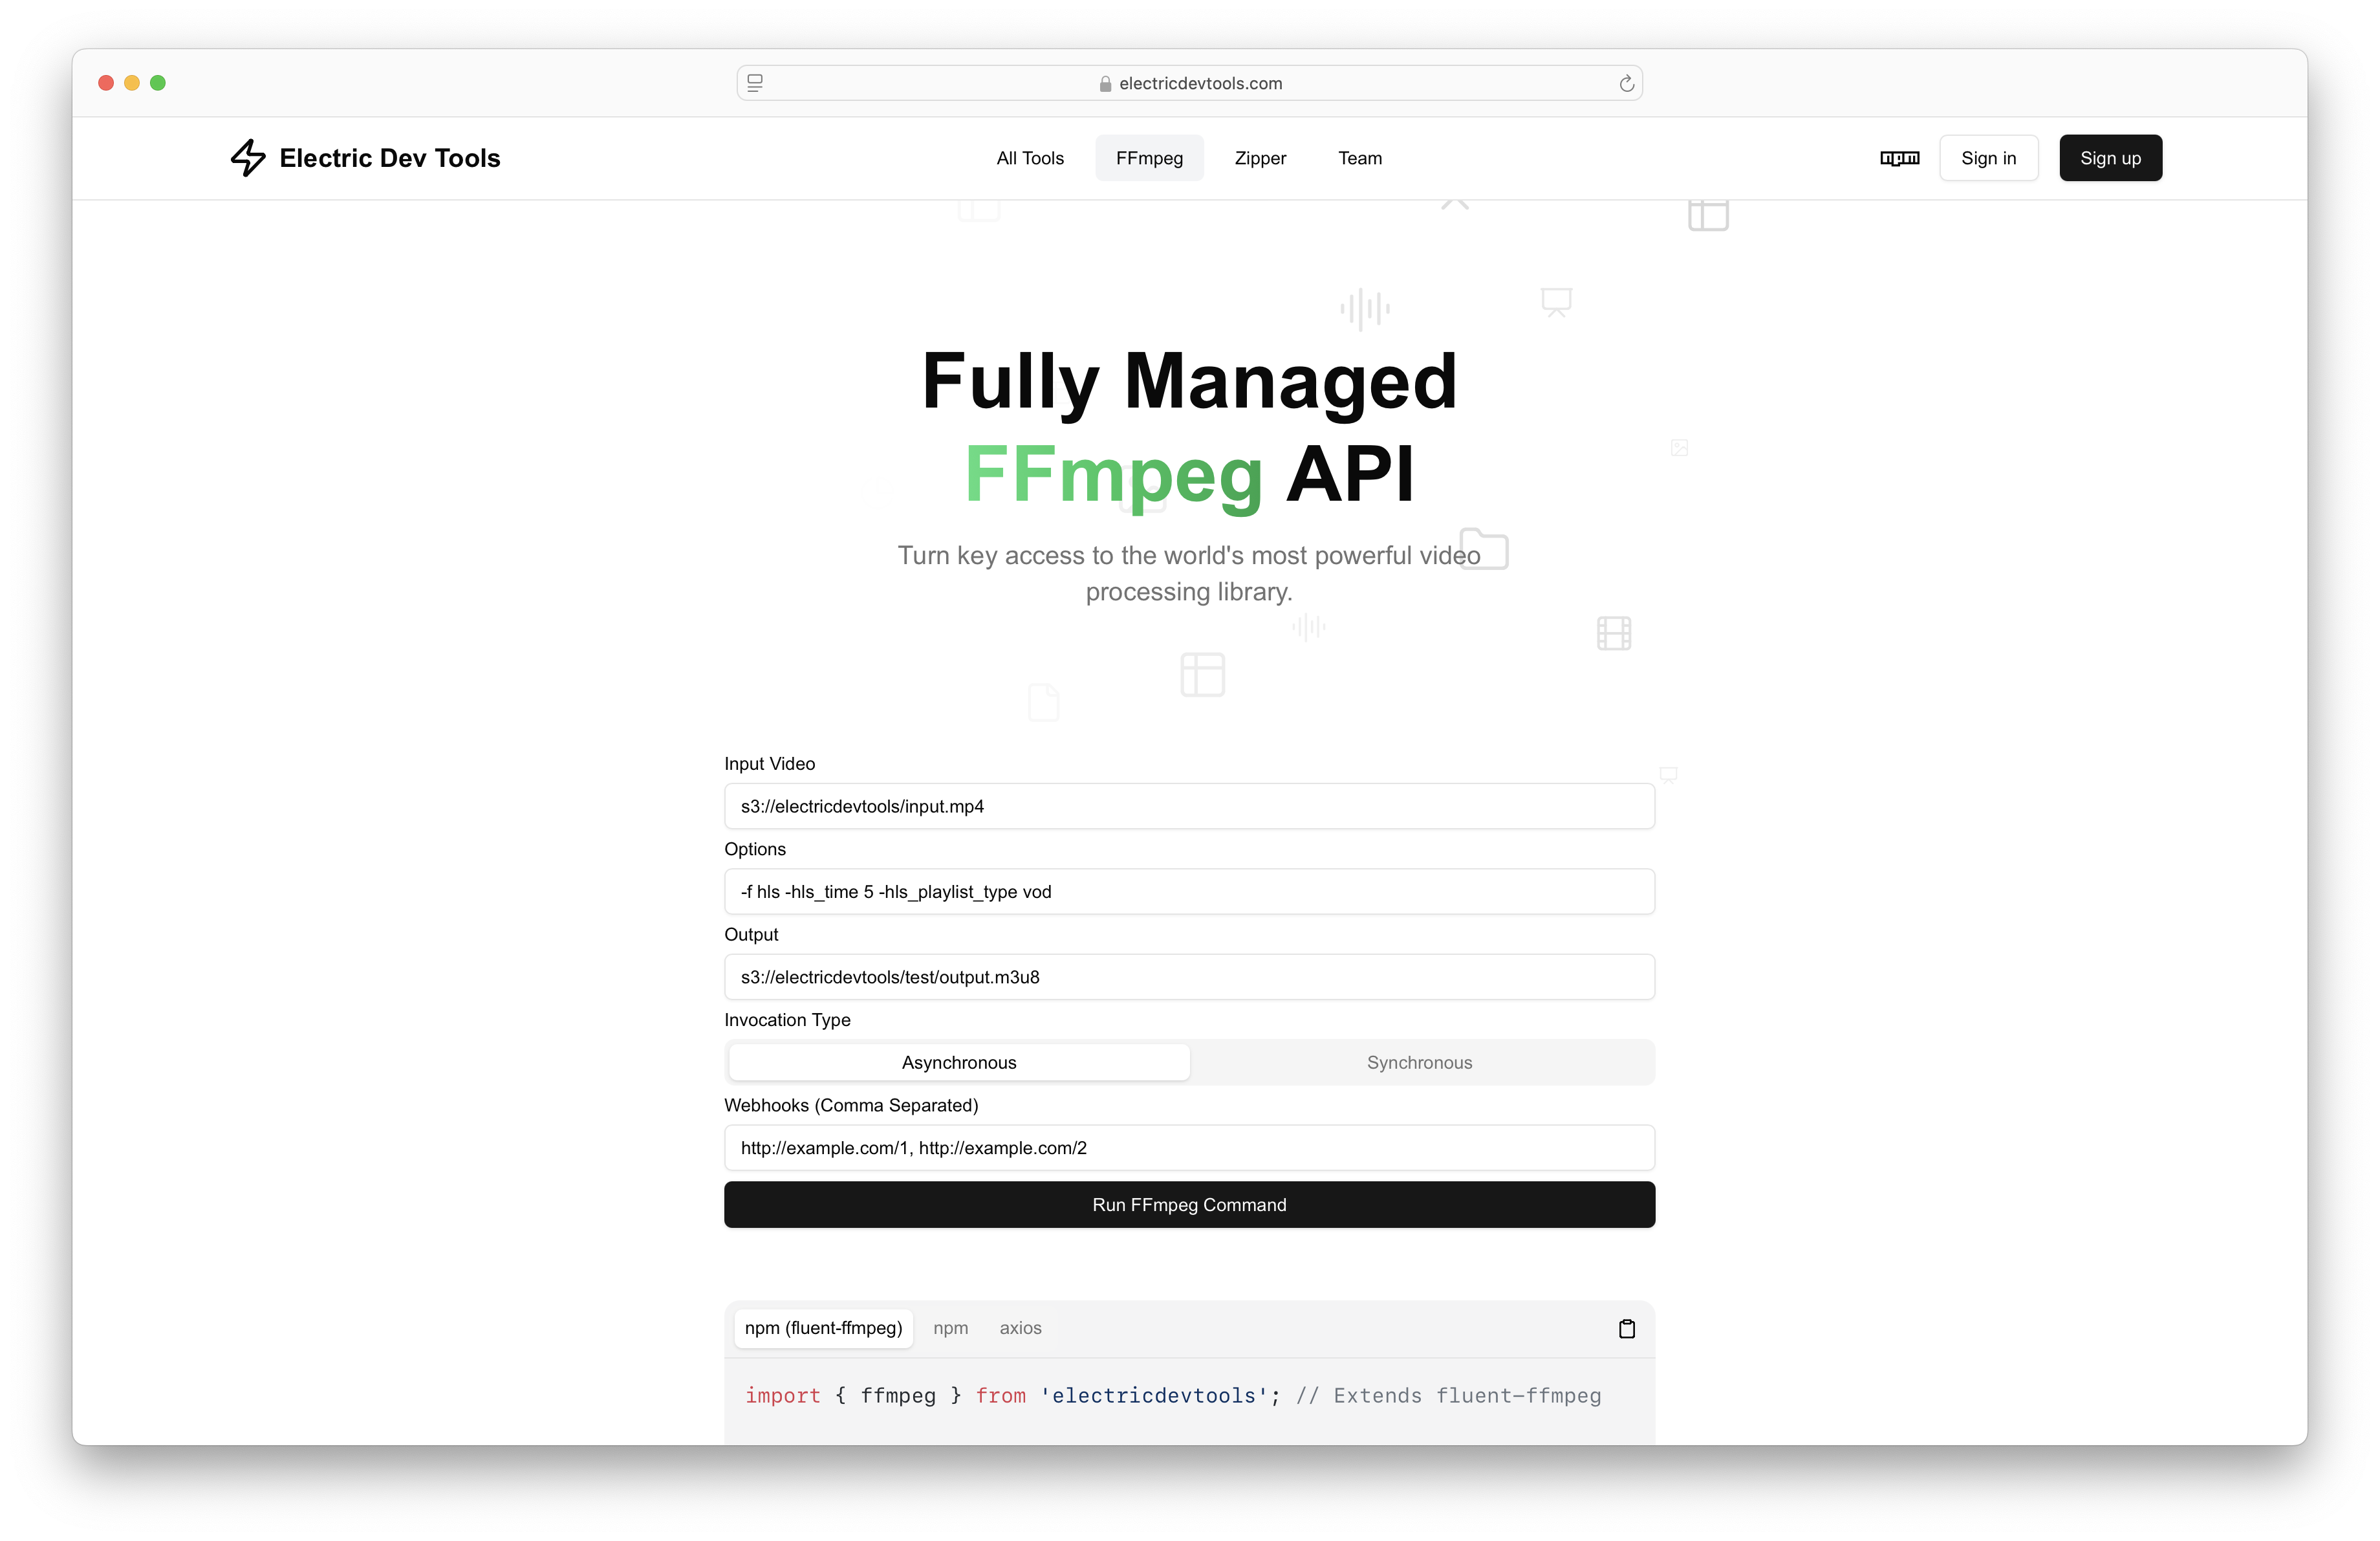 electricdevtools.com
Electric Dev Tools
All Tools
FFmpeg
Zipper
Team
npm
Sign in
Sign up
Fully Managed
FFmpeg API
Turn key access to the world's most powerful video
processing library.
Input Video
s3://electricdevtools/input.mp4
Options
-f hls -hls_time 5 -hls_playlist_type vod
Output
s3://electricdevtools/test/output.m3u8
Invocation Type
Asynchronous
Synchronous
Webhooks (Comma Separated)
http://example.com/1, http://example.com/2
Run FFmpeg Command
npm (fluent-ffmpeg)
npm
axios
import { ffmpeg } from 'electricdevtools'; // Extends fluent-ffmpeg